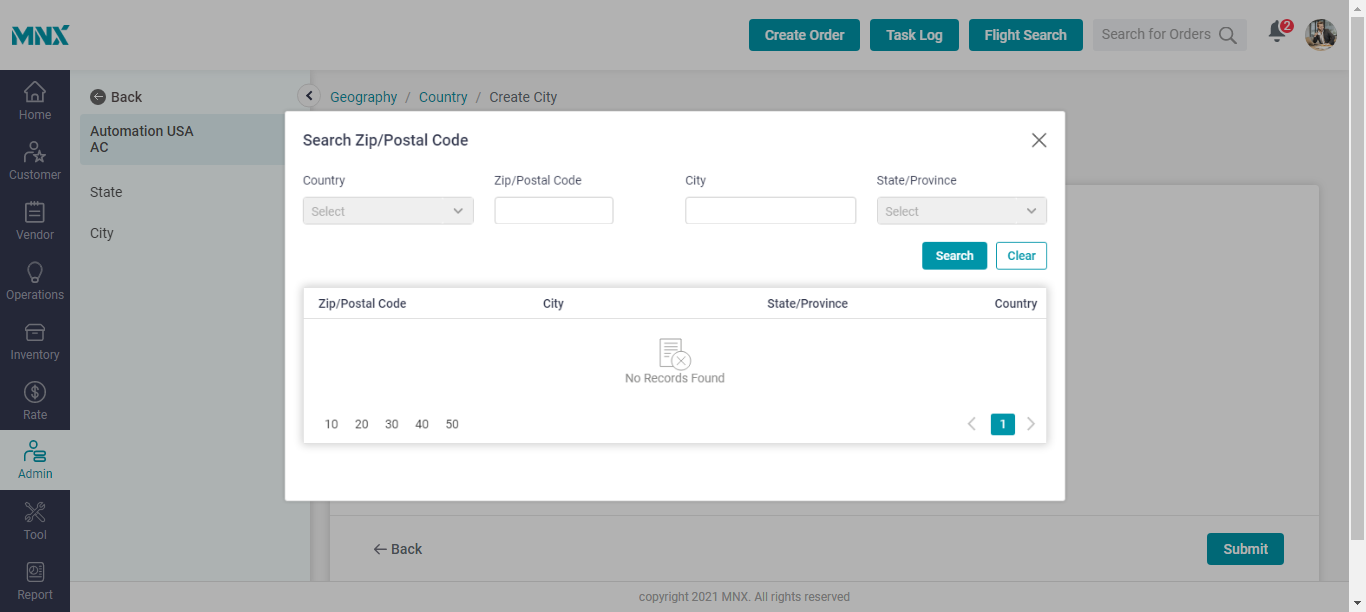 MNX
Create Order
Task Log
Flight Search
Search for Orders
2
Home
Customer
Vendor
Operations
Inventory
Rate
Admin
Tool
Report
Back
Automation USA
AC
State
City
Geography / Country / Create City
Search Zip/Postal Code
Country
Zip/Postal Code
City
State/Province
Select
Select
Search
Clear
Zip/Postal Code City State/Province Country
No Records Found
10 20 30 40 50
1
Back
Submit
copyright 2021 MNX. All rights reserved